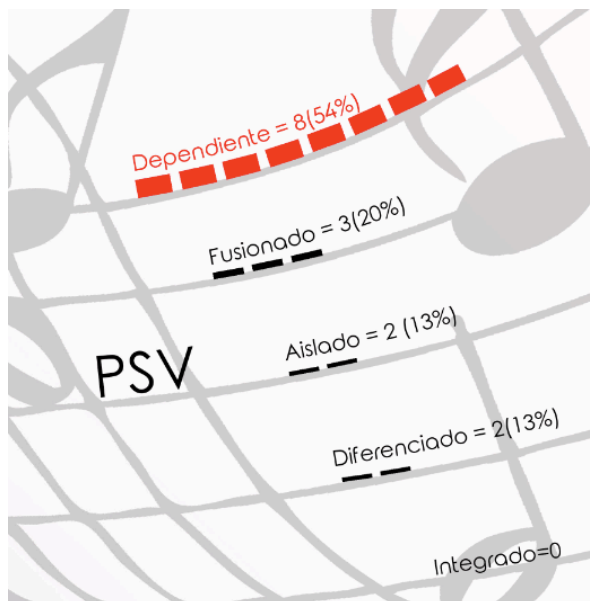 Dependiente = 8(54%)
Fusionado = 3(20%)
Aislado = 2 (13%)
PSV
Diferenciado = 2(13%)
Integrado=0